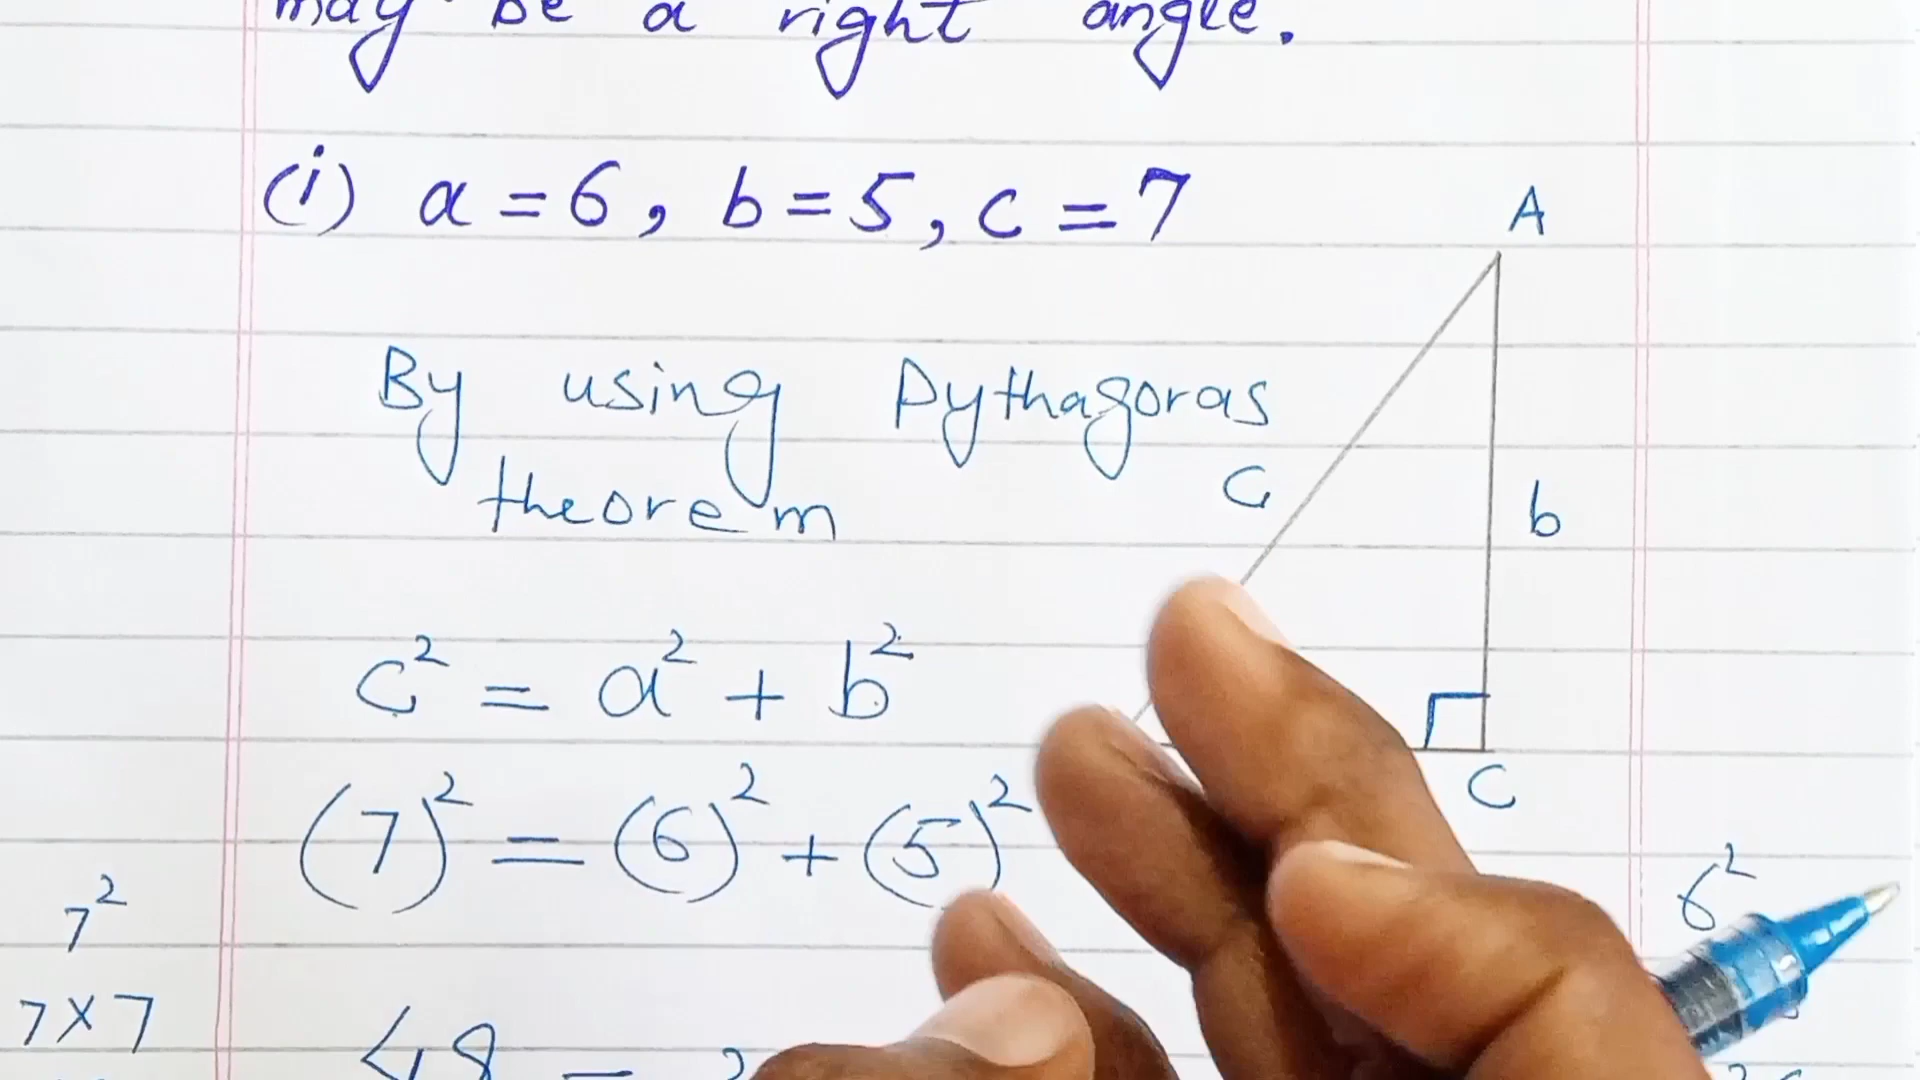 may be a right angle.
(i) a = 6, b = 5, c = 7
A
By using Pythagoras
c
theorem
b
c² = a² + b²
C
(7)² = (6)² + (5)²
6²
7²
7 × 7
48 =